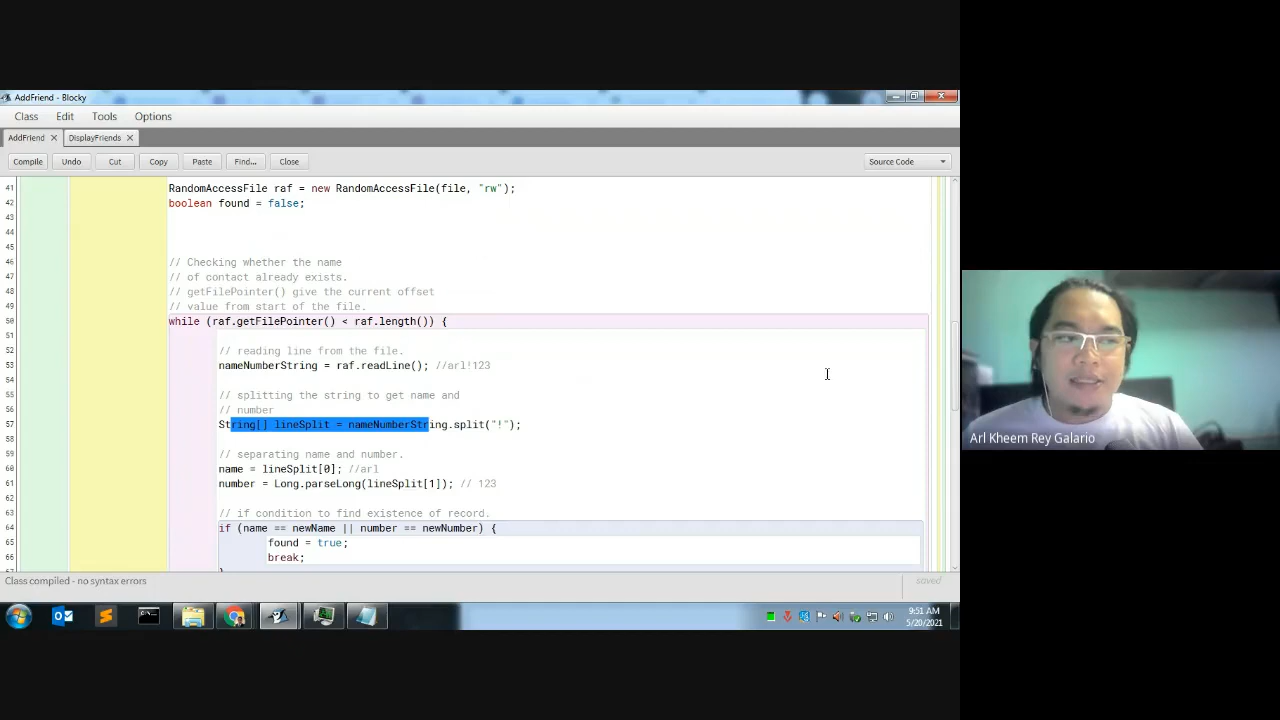 AddFriend - Blocky
Class Edit Tools Options
AddFriend DisplayFriends
Compile Undo Cut Copy Paste Find... Close Source Code
41 RandomAccessFile raf = new RandomAccessFile(file, "rw");
42 boolean found = false;
43
44
45
46 // Checking whether the name
47 // of contact already exists.
48 // getFilePointer() give the current offset
49 // value from start of the file.
50 while (raf.getFilePointer() < raf.length()) {
51
52 // reading line from the file.
53 nameNumberString = raf.readLine(); //arl!123
54
55 // splitting the string to get name and
56 // number
57 String[] lineSplit = nameNumberString.split("!");
58
59 // separating name and number.
60 name = lineSplit[0]; //arl
61 number = Long.parseLong(lineSplit[1]); // 123
62
63 // if condition to find existence of record.
64 if (name == newName || number == newNumber) {
65 found = true;
66 break;
Class compiled - no syntax errors
saved
9:51 AM
5/20/2021
Arl Kheem Rey Galario